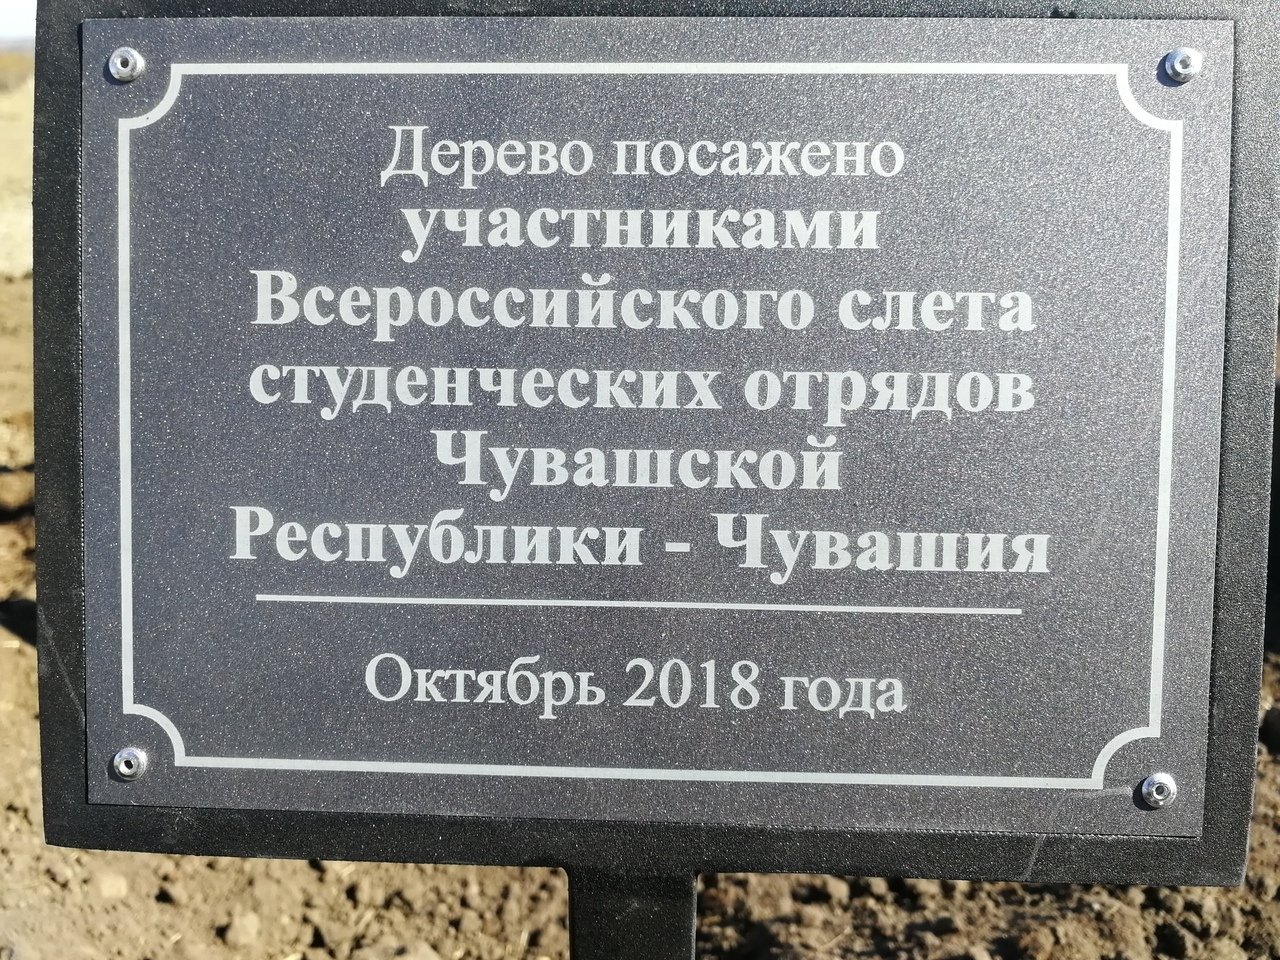 Дерево посажено
участниками
Всероссийского слета
студенческих отрядов
Чувашской
Республики - Чувашия
Октябрь 2018 года